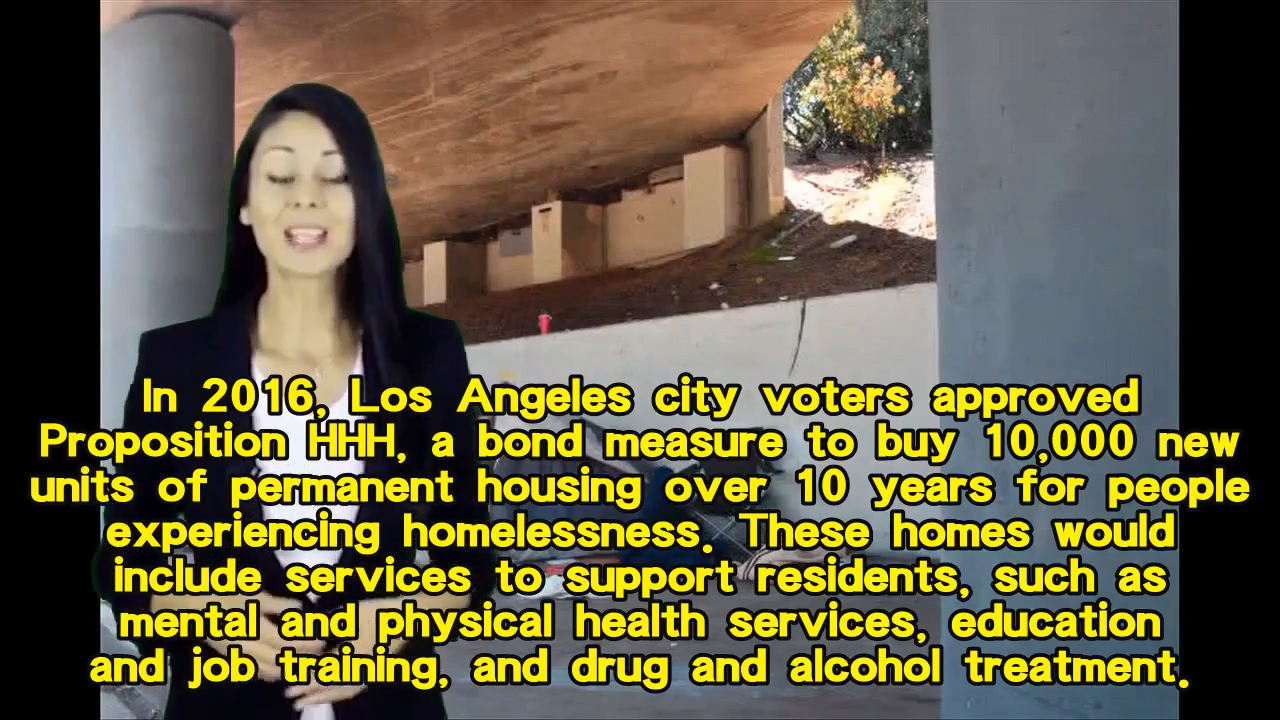 In 2016, Los Angeles city voters approved
Proposition HHH, a bond measure to buy 10,000 new
units of permanent housing over 10 years for people
experiencing homelessness. These homes would
include services to support residents, such as
mental and physical health services, education
and job training, and drug and alcohol treatment.